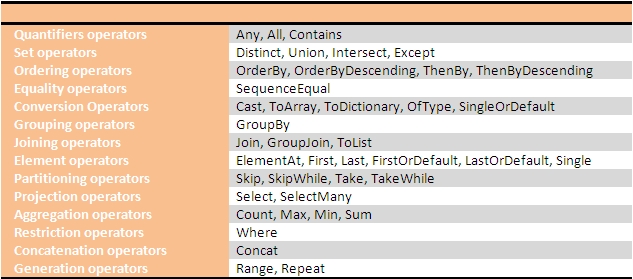 Quantifiers operators Any, All, Contains
Set operators Distinct, Union, Intersect, Except
Ordering operators OrderBy, OrderByDescending, ThenBy, ThenByDescending
Equality operators SequenceEqual
Conversion Operators Cast, ToArray, ToDictionary, OfType, SingleOrDefault
Grouping operators GroupBy
Joining operators Join, GroupJoin, ToList
Element operators ElementAt, First, Last, FirstOrDefault, LastOrDefault, Single
Partitioning operators Skip, SkipWhile, Take, TakeWhile
Projection operators Select, SelectMany
Aggregation operators Count, Max, Min, Sum
Restriction operators Where
Concatenation operators Concat
Generation operators Range, Repeat